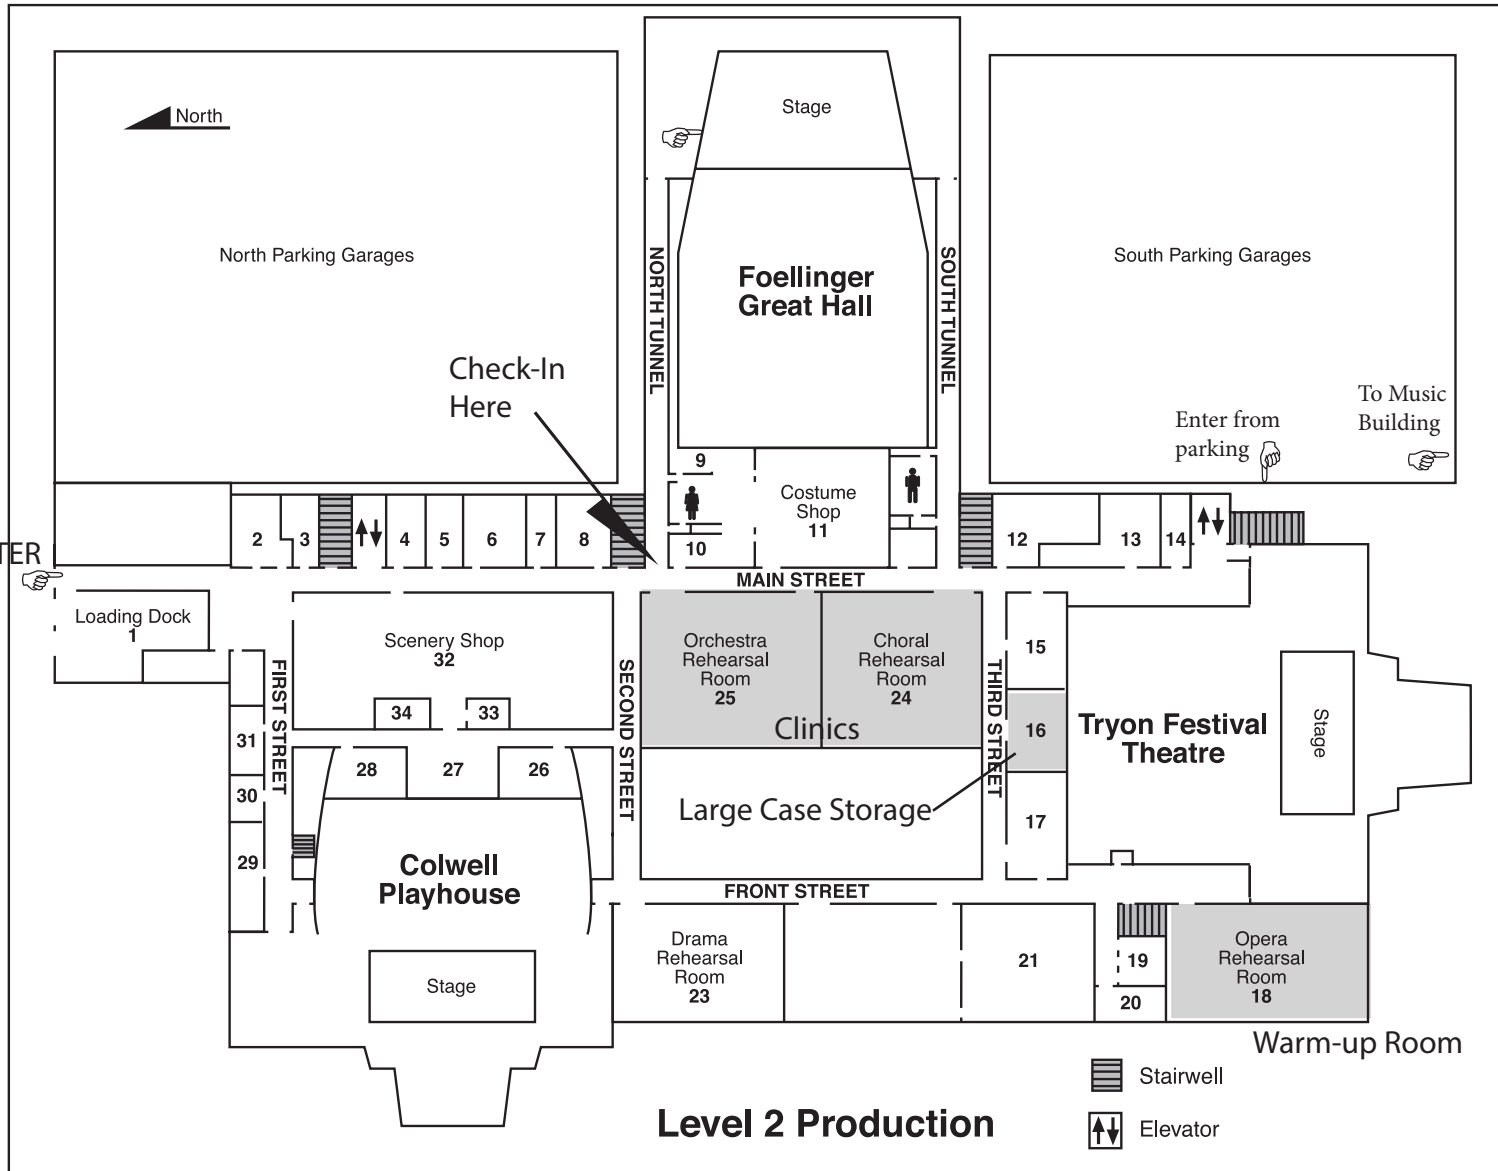 Stage
North
North Parking Garages
NORTH TUNNEL
Foellinger
Great Hall
SOUTH TUNNEL
South Parking Garages
Check-In
Here
To Music
Building
Enter from
parking
9
Costume
Shop
11
2
3
4
5
6
7
8
10
12
13
14
TER
MAIN STREET
Loading Dock
1
Scenery Shop
32
34
33
FIRST STREET
SECOND STREET
Orchestra
Rehearsal
Room
25
Choral
Rehearsal
Room
24
Clinics
THIRD STREET
15
16
17
Tryon Festival
Theatre
Stage
31
30
29
28
27
26
Large Case Storage
Colwell
Playhouse
FRONT STREET
Stage
Drama
Rehearsal
Room
23
21
19
20
Opera
Rehearsal
Room
18
Warm-up Room
Stairwell
Elevator
Level 2 Production